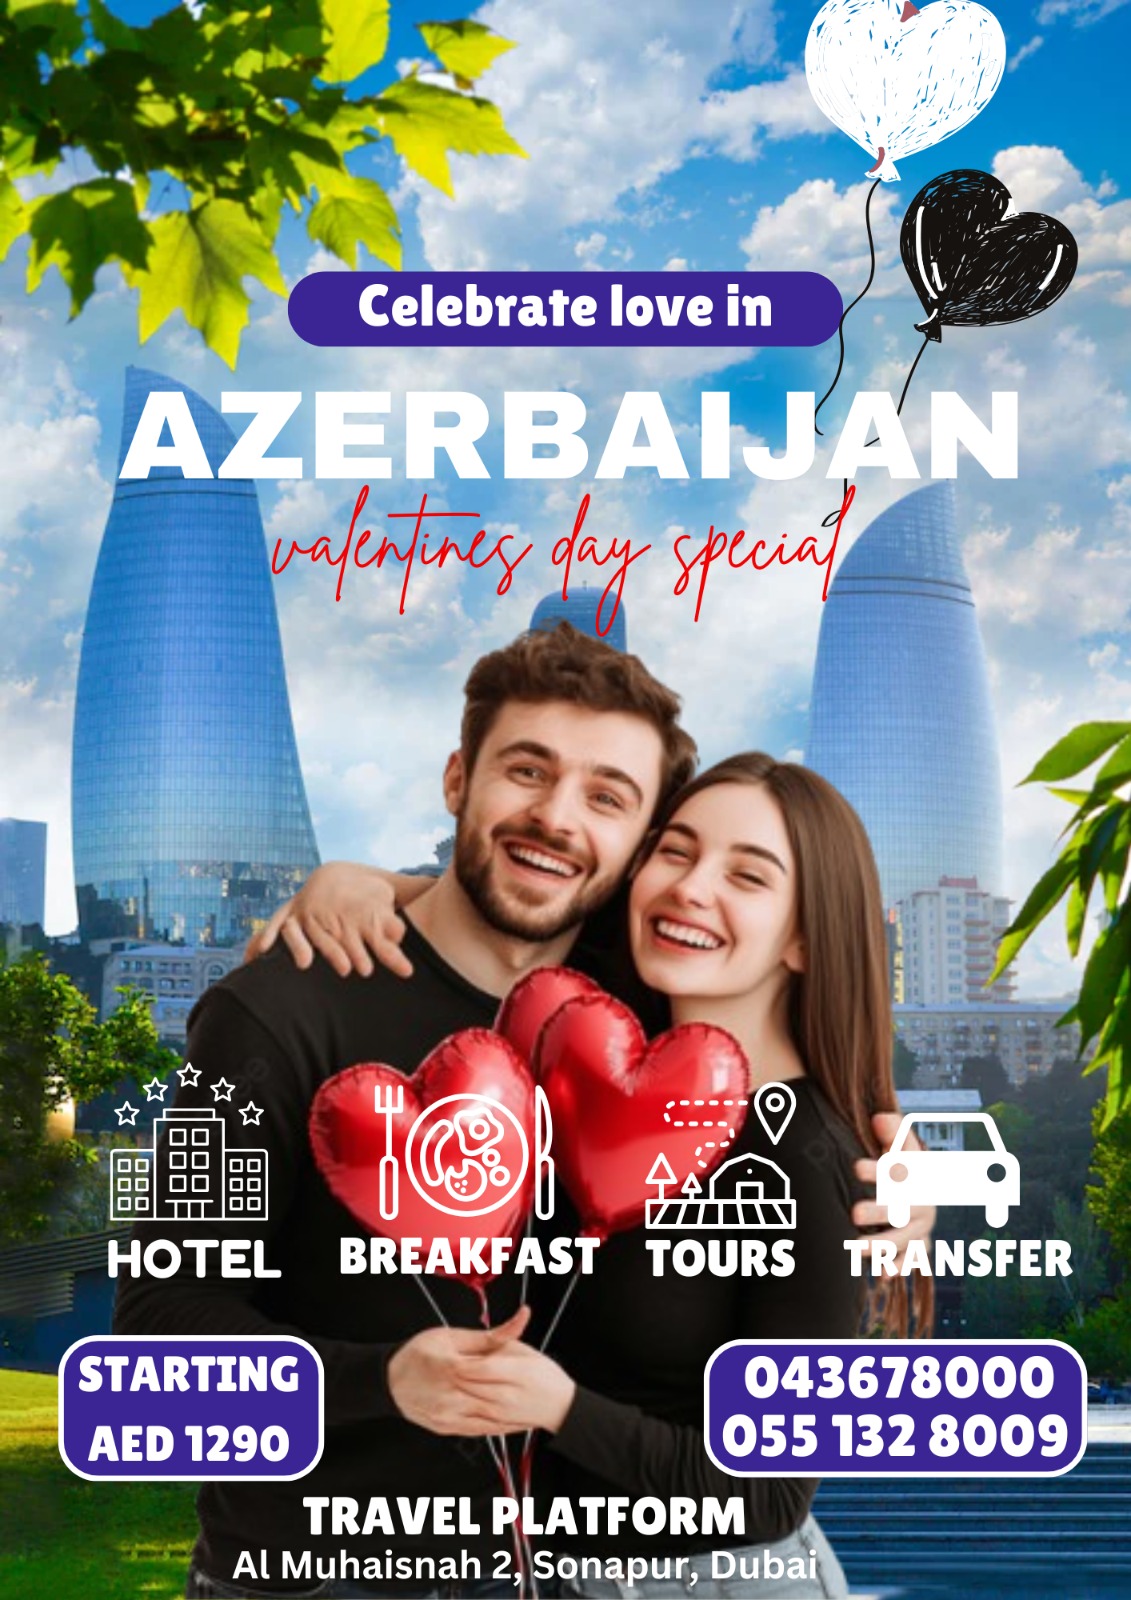 Celebrate love in
AZERBAIJAN
valentines day special
HOTEL
BREAKFAST
TOURS
TRANSFER
STARTING
AED 1290
043678000
055 132 8009
TRAVEL PLATFORM
Al Muhaisnah 2, Sonapur, Dubai